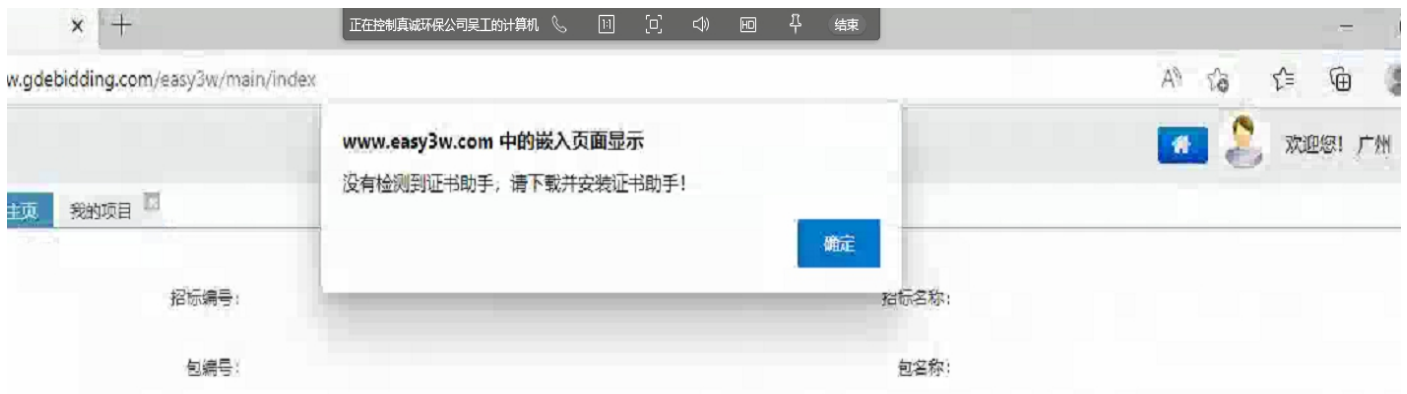 正在控制真诚环保公司吴工的计算机 1:1 HD 结束
w.gdebidding.com/easy3w/main/index
www.easy3w.com 中的嵌入页面显示
没有检测到证书助手，请下载并安装证书助手！
确定
欢迎您！ 广州
主页 我的项目
招标编号： 招标名称：
包编号： 包名称：